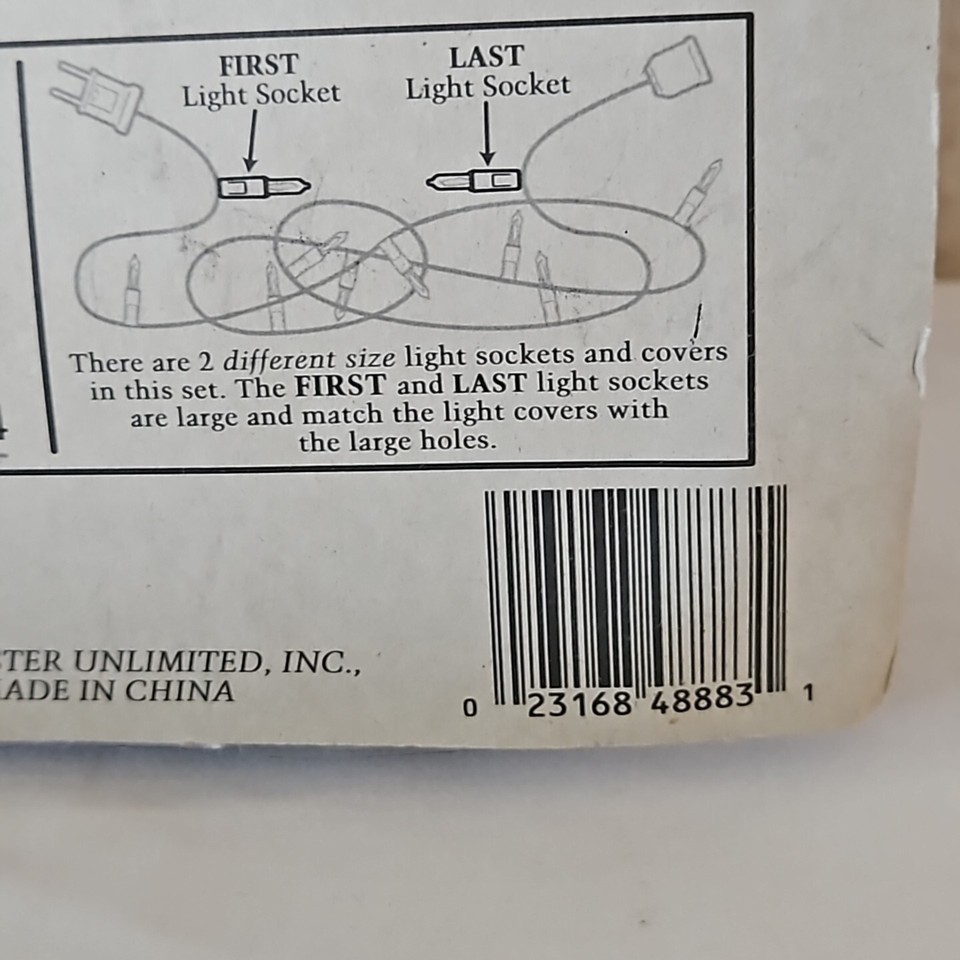 FIRST
Light Socket
LAST
Light Socket
There are 2 different size light sockets and covers
in this set. The FIRST and LAST light sockets
are large and match the light covers with
the large holes.
UNLIMITED, INC.,
IN CHINA
0 23168 48883 1